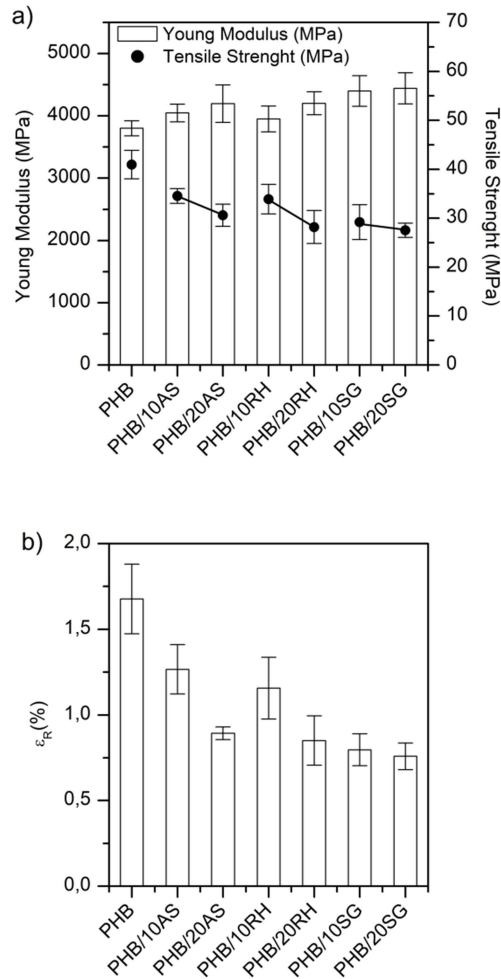 a)
Young Modulus (MPa)
Tensile Strenght (MPa)
5000
4000
3000
2000
1000
0
Young Modulus (MPa)
70
60
50
40
30
20
10
0
Tensile Strenght
(MPa)
PHB
PHB/10AS
PHB/20AS
PHB/10RH
PHB/20RH
PHB/10SG
PHB/20SG
b)
2,0
1,5
1,0
0,5
0,0
εR(%)
PHB
PHB/10AS
PHB/20AS
PHB/10RH
PHB/20RH
PHB/10SG
PHB/20SG